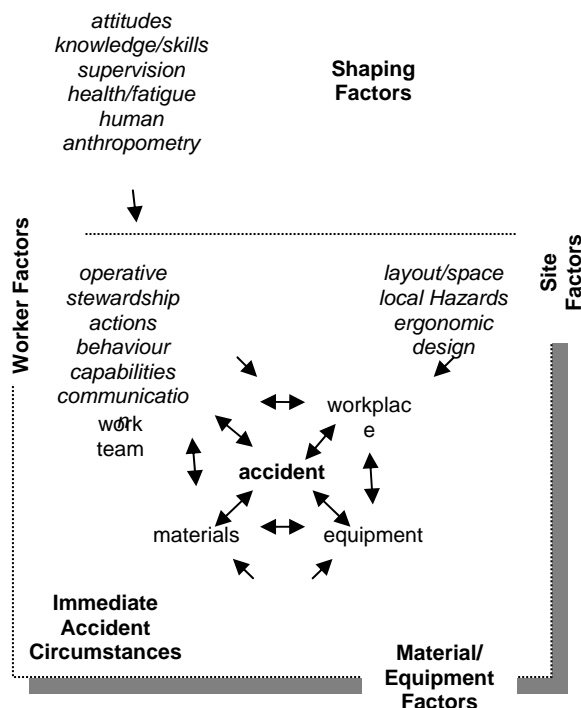 attitudes
knowledge/skills
supervision
health/fatigue
human
anthropometry
Shaping
Factors
Worker Factors
Site
Factors
operative
stewardship
actions
behaviour
capabilities
communicatio
n
layout/space
local Hazards
ergonomic
design
work
team
workplac
e
accident
materials
equipment
Immediate
Accident
Circumstances
Material/
Equipment
Factors